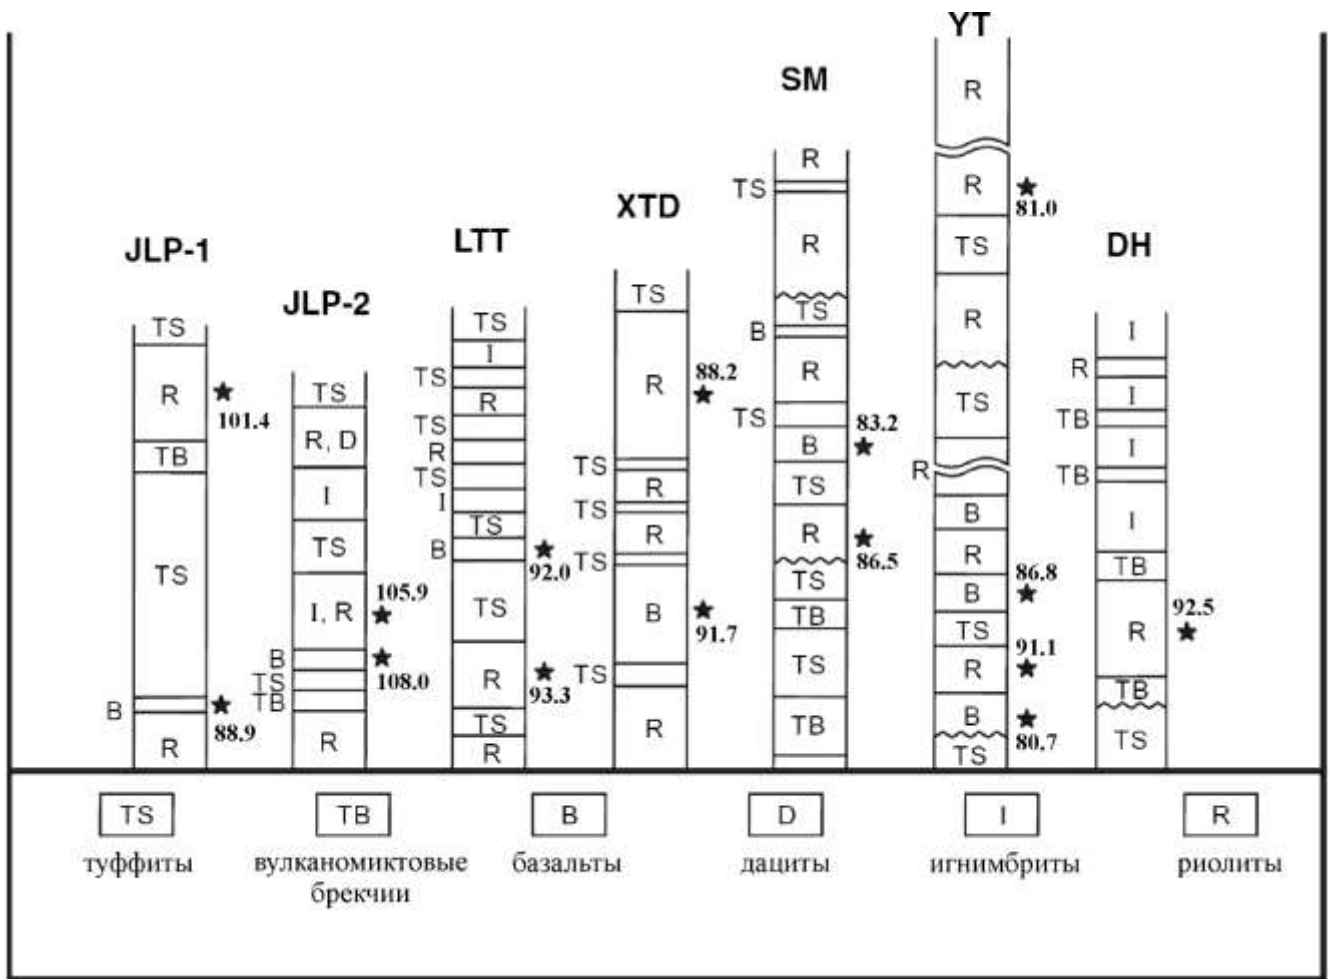 JLP-1
TS
R
101.4
TB
TS
B
88.9
R
JLP-2
TS
R, D
I
TS
105.9
I, R
B
108.0
TS
TB
R
LTT
TS
I
TS
R
TS
R
TS
I
TS
B
92.0
TS
R
93.3
TS
R
XTD
TS
88.2
R
TS
R
TS
R
TS
B
91.7
TS
R
SM
R
TS
R
TS
B
R
TS
83.2
B
TS
R
86.5
TS
TB
TS
TB
YT
R
R
81.0
TS
R
TS
R
B
R
86.8
B
TS
91.1
R
B
80.7
TS
DH
I
R
I
TB
I
TB
I
TB
92.5
R
TB
TS
TS TB B D I R
туффиты вулканомиктовые базальты дациты игнимбриты риолиты
брекчии